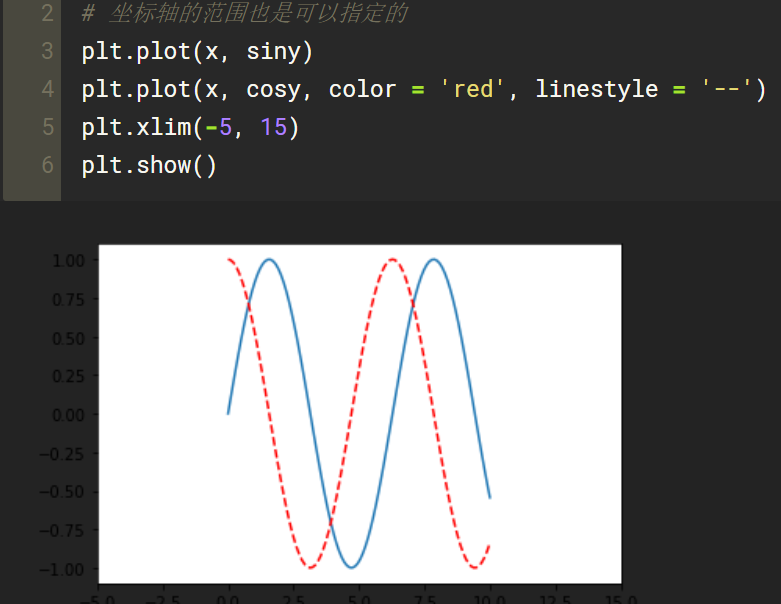 2 # 坐标轴的范围也是可以指定的
3 plt.plot(x, siny)
4 plt.plot(x, cosy, color = 'red', linestyle = '--')
5 plt.xlim(-5, 15)
6 plt.show()
1.00
0.75
0.50
0.25
0.00
−0.25
−0.50
−0.75
−1.00
−5.0 −2.5 0.0 2.5 5.0 7.5 10.0 12.5 15.0